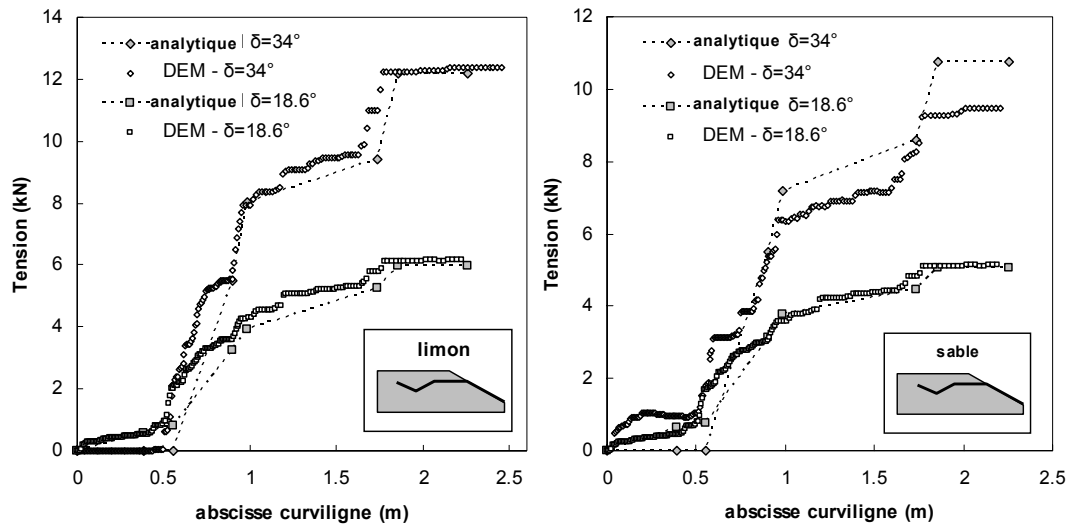 14
12
10
8
6
4
2
0
Tension (kN)
analytique | δ=34°
DEM - δ=34°
analytique | δ=18.6°
DEM - δ=18.6°
limon
0
0.5
1
1.5
2
2.5
abscisse curviligne (m)
12
10
8
6
4
2
0
Tension (kN)
analytique δ=34°
DEM - δ=34°
analytique δ=18.6°
DEM - δ=18.6°
sable
0
0.5
1
1.5
2
2.5
abscisse curviligne (m)